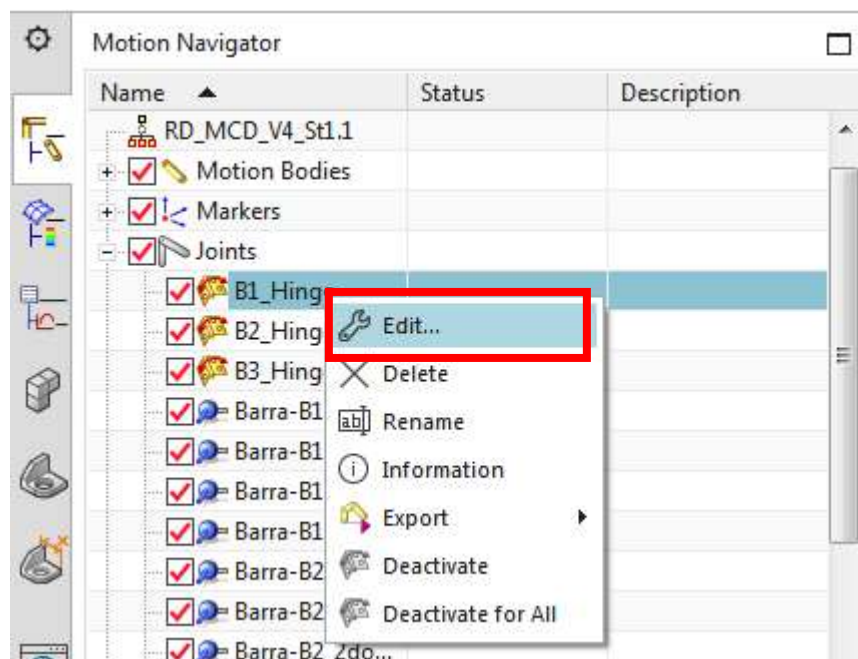 Motion Navigator
Name Status Description
RD_MCD_V4_St1.1
Motion Bodies
Markers
Joints
B1_Hing
B2_Hing
B3_Hing
Barra-B1
Barra-B1
Barra-B1
Barra-B1
Barra-B2
Barra-B2
Barra-B2_2do...
Edit...
Delete
Rename
Information
Export
Deactivate
Deactivate for All